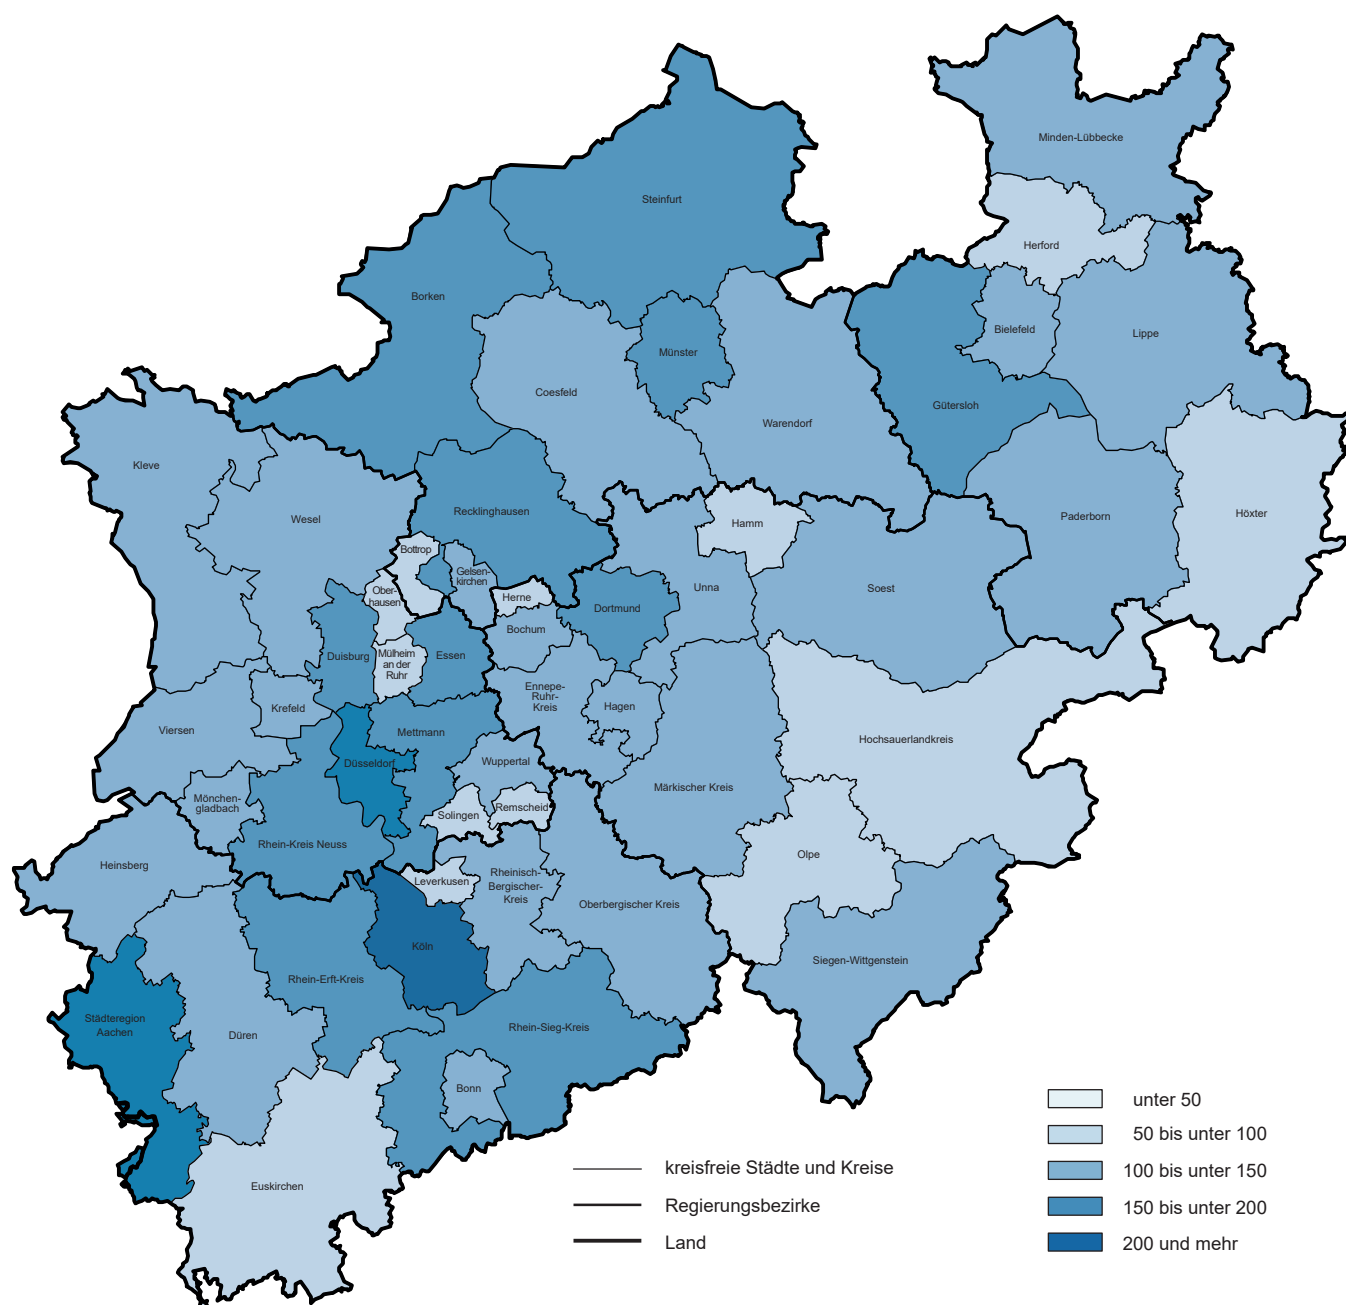 Minden-Lübbecke
Steinfurt
Herford
Borken
Bielefeld
Lippe
Münster
Coesfeld
Gütersloh
Warendorf
Kleve
Recklinghausen
Höxter
Wesel
Paderborn
Hamm
Bottrop
Gelsen-
kirchen
Ober-
hausen
Herne
Unna
Soest
Dortmund
Bochum
Duisburg
Mülheim
an der
Ruhr
Essen
Ennepe-
Ruhr-
Kreis
Hagen
Krefeld
Viersen
Mettmann
Hochsauerlandkreis
Düsseldorf
Wuppertal
Märkischer Kreis
Mönchen-
gladbach
Solingen
Remscheid
Rhein-Kreis Neuss
Olpe
Heinsberg
Leverkusen
Rheinisch-
Bergischer-
Kreis
Oberbergischer Kreis
Köln
Siegen-Wittgenstein
Rhein-Erft-Kreis
Städteregion
Aachen
Düren
Rhein-Sieg-Kreis
Bonn
Euskirchen
kreisfreie Städte und Kreise
Regierungsbezirke
Land
unter 50
50 bis unter 100
100 bis unter 150
150 bis unter 200
200 und mehr